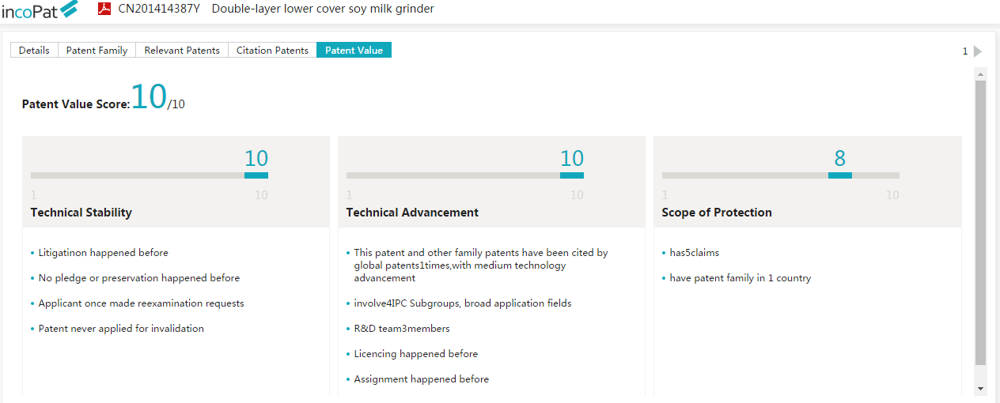 incoPat CN201414387Y Double-layer lower cover soy milk grinder
Details Patent Family Relevant Patents Citation Patents Patent Value 1
Patent Value Score:10/10
10
1 10
Technical Stability
• Litigatinon happened before
• No pledge or preservation happened before
• Applicant once made reexamination requests
• Patent never applied for invalidation
10
1 10
Technical Advancement
• This patent and other family patents have been cited by
global patents1times,with medium technology
advancement
• involve4IPC Subgroups, broad application fields
• R&D team3members
• Licencing happened before
• Assignment happened before
8
1 10
Scope of Protection
• has5claims
• have patent family in 1 country